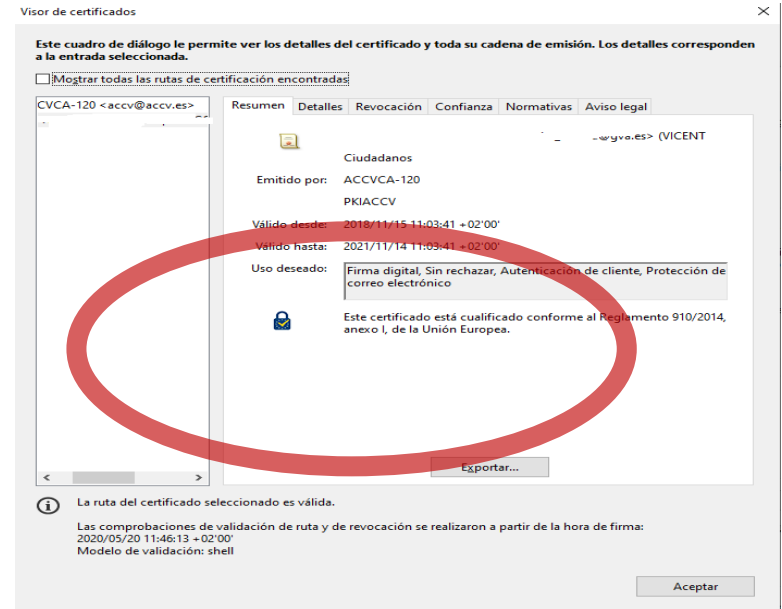 Visor de certificados
Este cuadro de diálogo le permite ver los detalles del certificado y toda su cadena de emisión. Los detalles corresponden
a la entrada seleccionada.
Mostrar todas las rutas de certificación encontradas
CVCA-120 <accv@accv.es>
Resumen Detalles Revocación Confianza Normativas Aviso legal
(VICENT
Ciudadanos
Emitido por: ACCVCA-120
PKIACCV
Válido desde: 2018/11/15 11:03:41 +02'00'
Válido hasta: 2021/11/14 11:03:41 +02'00'
Uso deseado: Firma digital, Sin rechazar, Autenticación de cliente, Protección de
correo electrónico
Este certificado está cualificado conforme al Reglamento 910/2014,
anexo I, de la Unión Europea.
Exportar...
La ruta del certificado seleccionado es válida.
Las comprobaciones de validación de ruta y de revocación se realizaron a partir de la hora de firma:
2020/05/20 11:46:13 +02'00'
Modelo de validación: shell
Aceptar